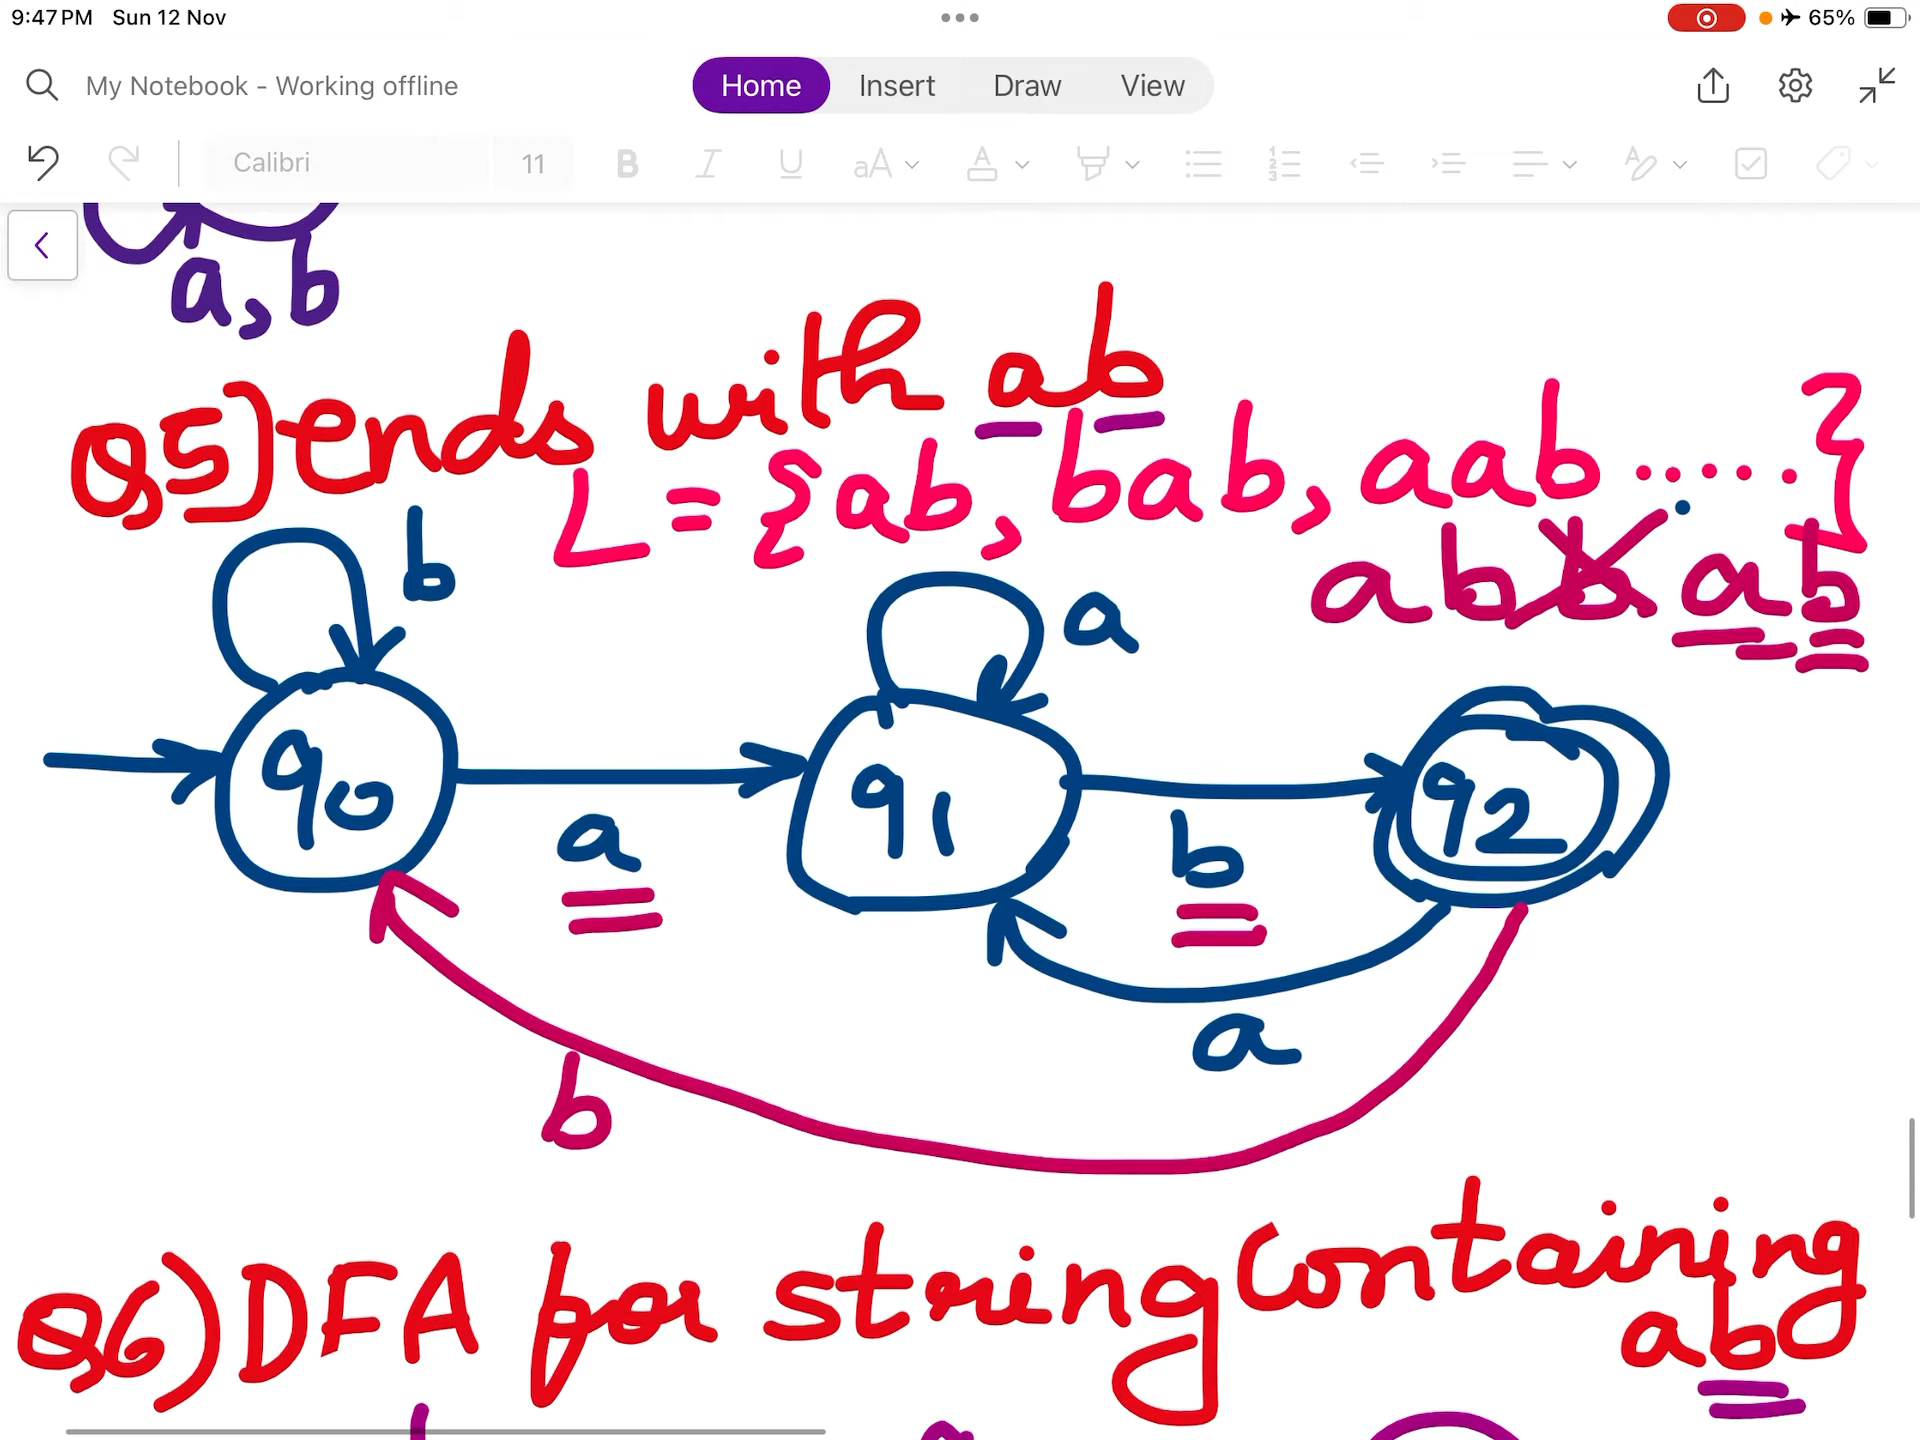 9:47 PM Sun 12 Nov 65%
My Notebook - Working offline Home Insert Draw View
Calibri 11 B I U aA A
a,b
Q5) ends with ab
L = {ab, bab, aab ..... }
abbab
b
a
q0 q1 q2
a
b
a
b
Q6) DFA for string containing
ab